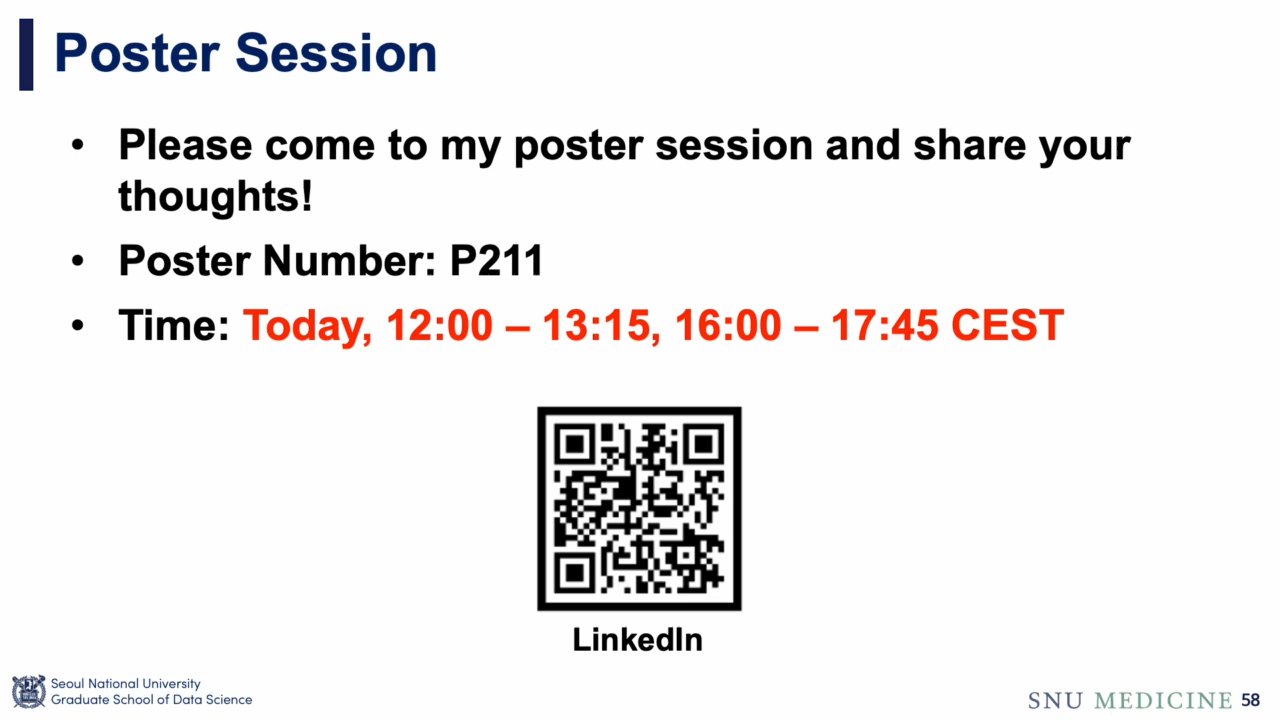 Poster Session
• Please come to my poster session and share your
thoughts!
• Poster Number: P211
• Time: Today, 12:00 – 13:15, 16:00 – 17:45 CEST
LinkedIn
Seoul National University
Graduate School of Data Science
SNU MEDICINE 58